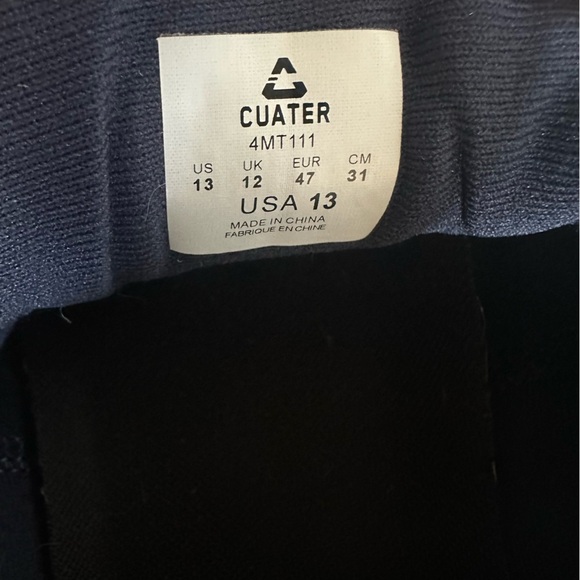 CUATER
4MT111
US UK EUR CM
13 12 47 31
USA 13
MADE IN CHINA
FABRIQUE EN CHINE